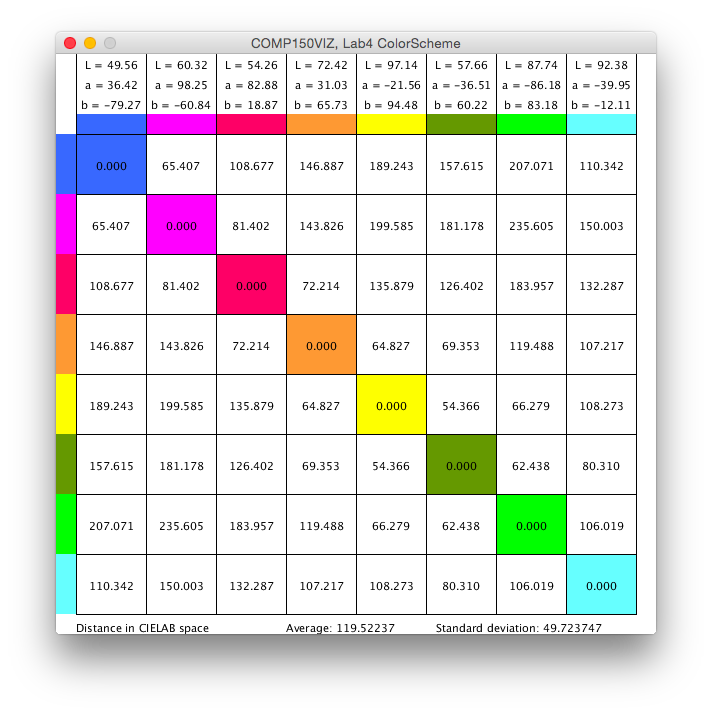 COMP150VIZ, Lab4 ColorScheme
L = 49.56 L = 60.32 L = 54.26 L = 72.42 L = 97.14 L = 57.66 L = 87.74 L = 92.38
a = 36.42 a = 98.25 a = 82.88 a = 31.03 a = -21.56 a = -36.51 a = -86.18 a = -39.95
b = -79.27 b = -60.84 b = 18.87 b = 65.73 b = 94.48 b = 60.22 b = 83.18 b = -12.11
0.000 65.407 108.677 146.887 189.243 157.615 207.071 110.342
65.407 0.000 81.402 143.826 199.585 181.178 235.605 150.003
108.677 81.402 0.000 72.214 135.879 126.402 183.957 132.287
146.887 143.826 72.214 0.000 64.827 69.353 119.488 107.217
189.243 199.585 135.879 64.827 0.000 54.366 66.279 108.273
157.615 181.178 126.402 69.353 54.366 0.000 62.438 80.310
207.071 235.605 183.957 119.488 66.279 62.438 0.000 106.019
110.342 150.003 132.287 107.217 108.273 80.310 106.019 0.000
Distance in CIELAB space Average: 119.52237 Standard deviation: 49.723747